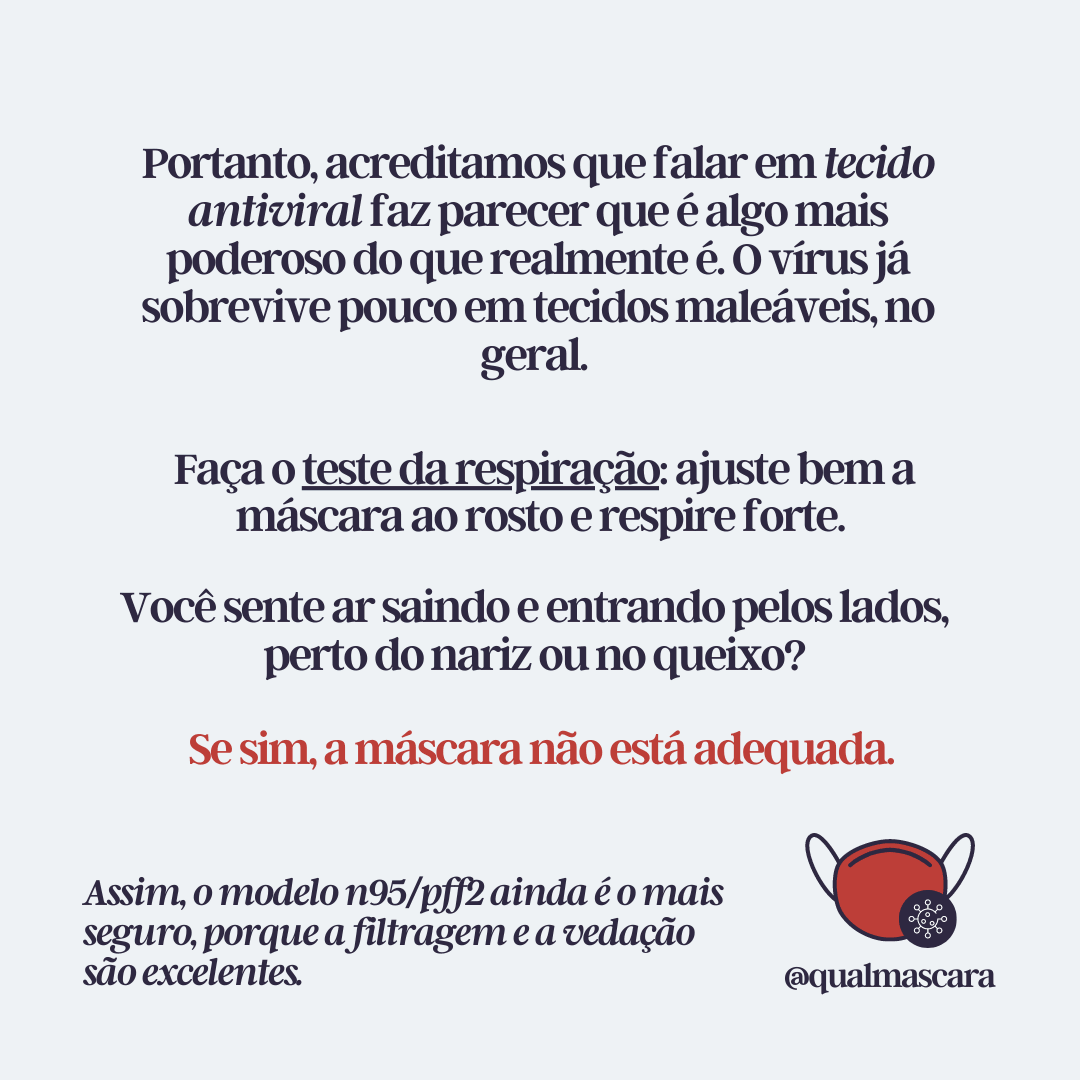 Portanto, acreditamos que falar em tecido
antiviral faz parecer que é algo mais
poderoso do que realmente é. O vírus já
sobrevive pouco em tecidos maleáveis, no
geral.
Faça o teste da respiração: ajuste bem a
máscara ao rosto e respire forte.
Você sente ar saindo e entrando pelos lados,
perto do nariz ou no queixo?
Se sim, a máscara não está adequada.
Assim, o modelo n95/pff2 ainda é o mais
seguro, porque a filtragem e a vedação
são excelentes.
@qualmascara